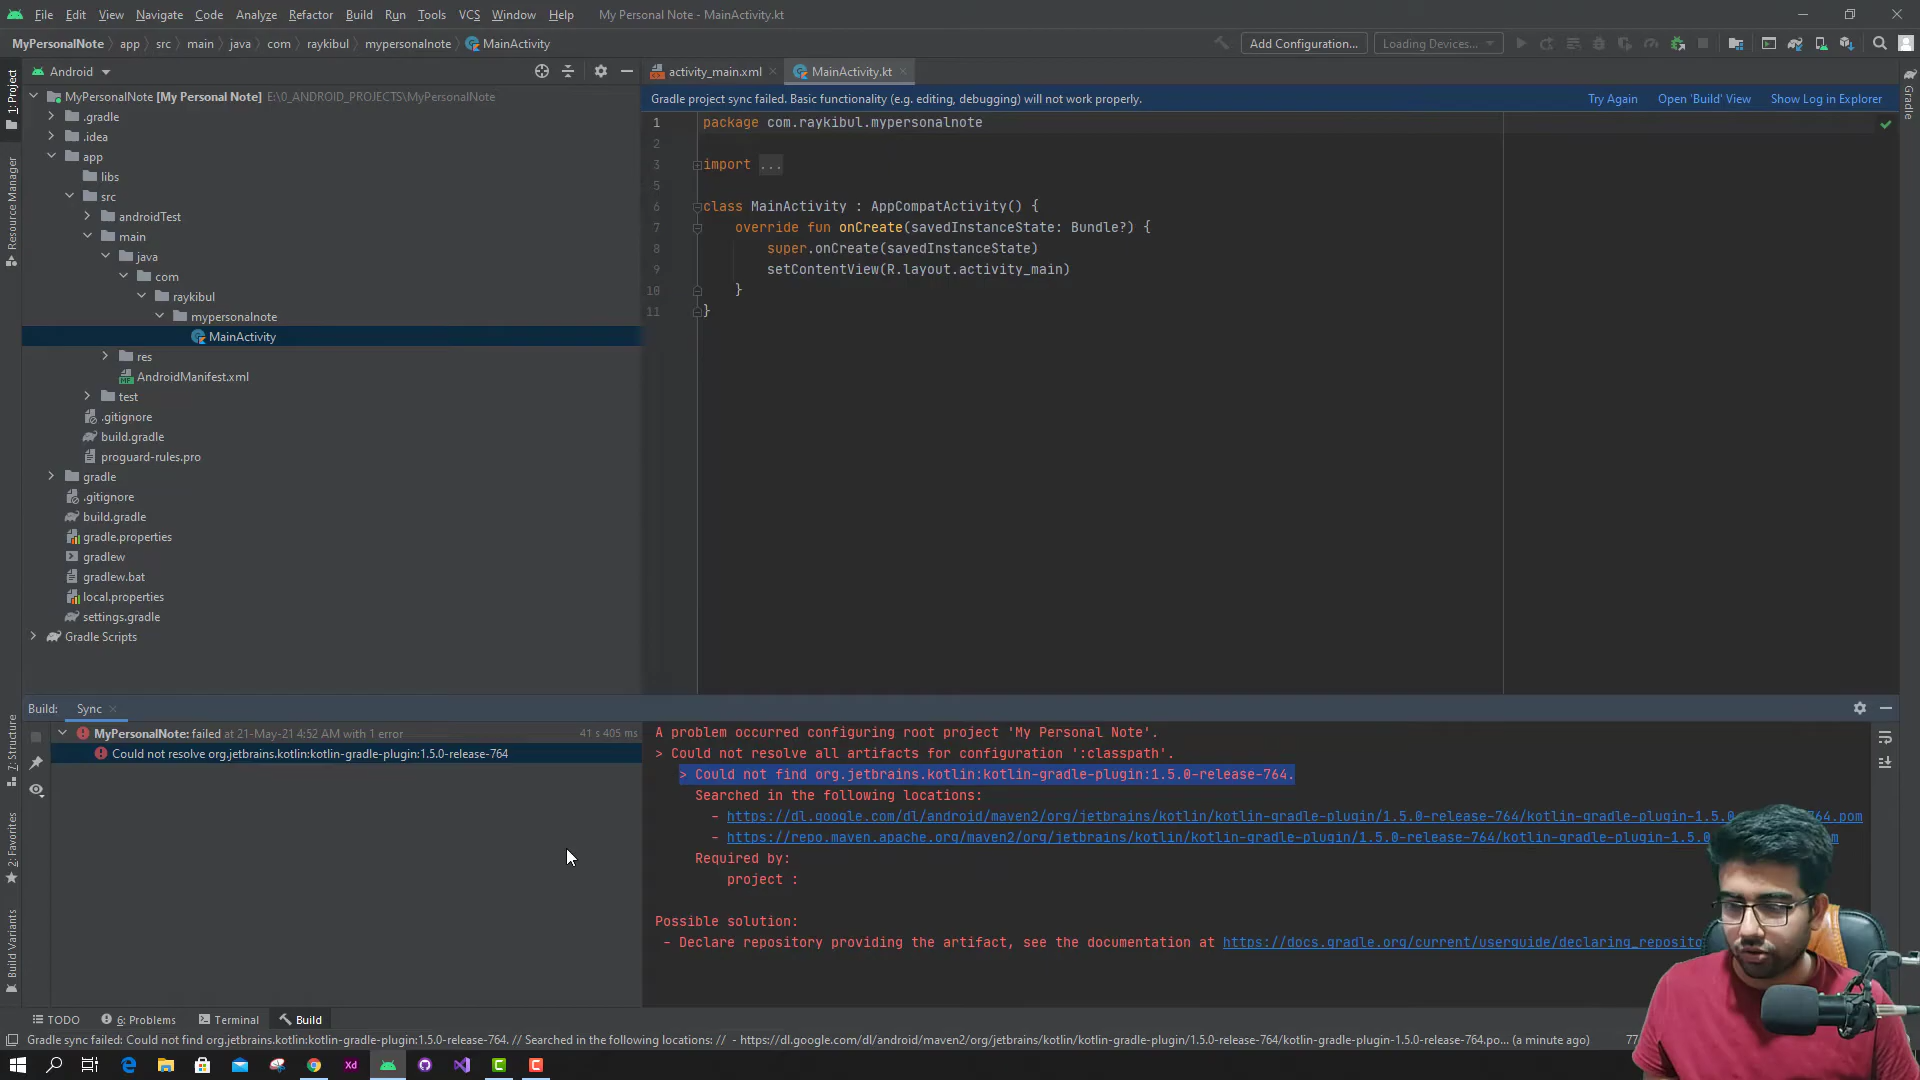 File Edit View Navigate Code Analyze Refactor Build Run Tools VCS Window Help My Personal Note - MainActivity.kt
MyPersonalNote app src main java com raykibul mypersonalnote MainActivity Add Configuration... Loading Devices...
1: Project
Resource Manager
7: Structure
2: Favorites
Build Variants
Android
MyPersonalNote [My Personal Note] E:\0_ANDROID_PROJECTS\MyPersonalNote
.gradle
.idea
app
libs
src
androidTest
main
java
com
raykibul
mypersonalnote
MainActivity
res
AndroidManifest.xml
test
.gitignore
build.gradle
proguard-rules.pro
gradle
.gitignore
build.gradle
gradle.properties
gradlew
gradlew.bat
local.properties
settings.gradle
Gradle Scripts
activity_main.xml MainActivity.kt
Gradle project sync failed. Basic functionality (e.g. editing, debugging) will not work properly. Try Again Open 'Build' View Show Log in Explorer
1 package com.raykibul.mypersonalnote
2
3 import ...
5
6 class MainActivity : AppCompatActivity() {
7 override fun onCreate(savedInstanceState: Bundle?) {
8 super.onCreate(savedInstanceState)
9 setContentView(R.layout.activity_main)
10 }
11 }
Gradle
Build: Sync
MyPersonalNote: failed at 21-May-21 4:52 AM with 1 error 41 s 405 ms
Could not resolve org.jetbrains.kotlin:kotlin-gradle-plugin:1.5.0-release-764
A problem occurred configuring root project 'My Personal Note'.
> Could not resolve all artifacts for configuration ':classpath'.
> Could not find org.jetbrains.kotlin:kotlin-gradle-plugin:1.5.0-release-764.
Searched in the following locations:
- https://dl.google.com/dl/android/maven2/org/jetbrains/kotlin/kotlin-gradle-plugin/1.5.0-release-764/kotlin-gradle-plugin-1.5.0 764.pom
- https://repo.maven.apache.org/maven2/org/jetbrains/kotlin/kotlin-gradle-plugin/1.5.0-release-764/kotlin-gradle-plugin-1.5.0
Required by:
project :
Possible solution:
- Declare repository providing the artifact, see the documentation at https://docs.gradle.org/current/userguide/declaring_reposito
TODO 6: Problems Terminal Build
Gradle sync failed: Could not find org.jetbrains.kotlin:kotlin-gradle-plugin:1.5.0-release-764. // Searched in the following locations: // - https://dl.google.com/dl/android/maven2/org/jetbrains/kotlin/kotlin-gradle-plugin/1.5.0-release-764/kotlin-gradle-plugin-1.5.0-release-764.po... (a minute ago) 77
Xd